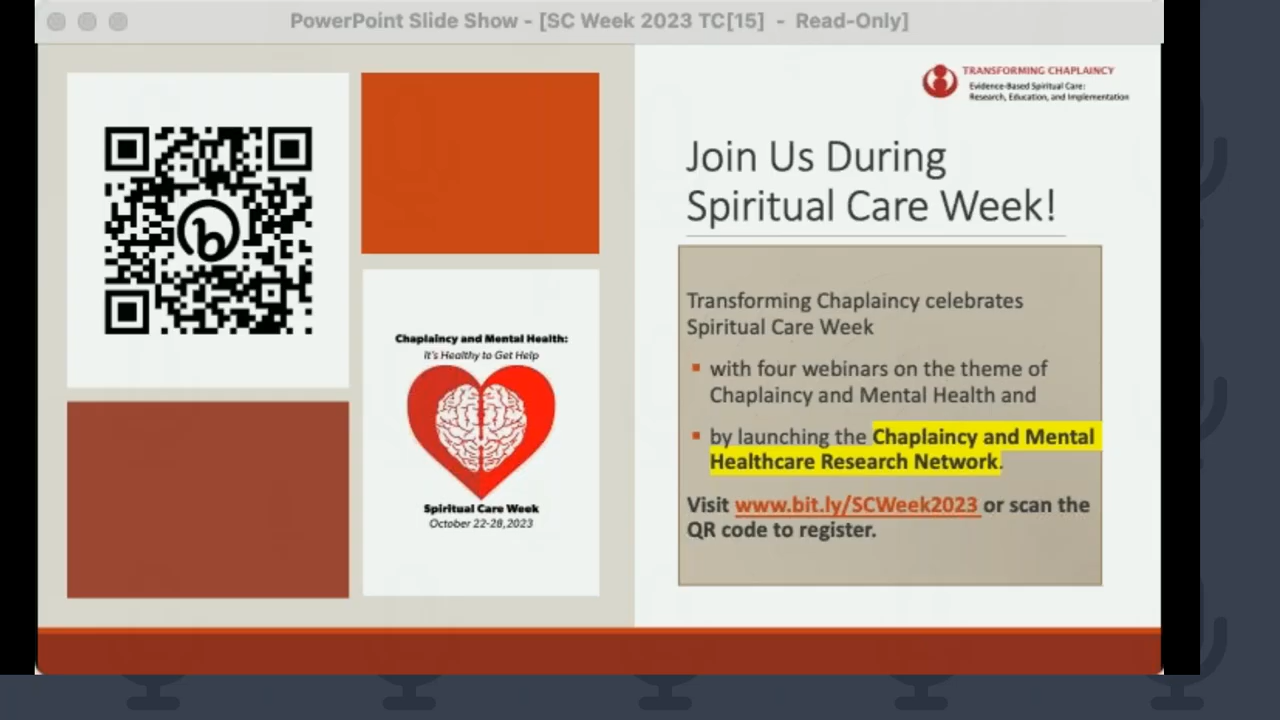 PowerPoint Slide Show - [SC Week 2023 TC[15] - Read-Only]
TRANSFORMING CHAPLAINCY
Evidence-Based Spiritual Care:
Research, Education, and Implementation
Join Us During
Spiritual Care Week!
Transforming Chaplaincy celebrates
Spiritual Care Week
▪ with four webinars on the theme of
Chaplaincy and Mental Health and
▪ by launching the Chaplaincy and Mental
Healthcare Research Network.
Visit www.bit.ly/SCWeek2023 or scan the
QR code to register.
b
Chaplaincy and Mental Health:
It's Healthy to Get Help
Spiritual Care Week
October 22-28,2023